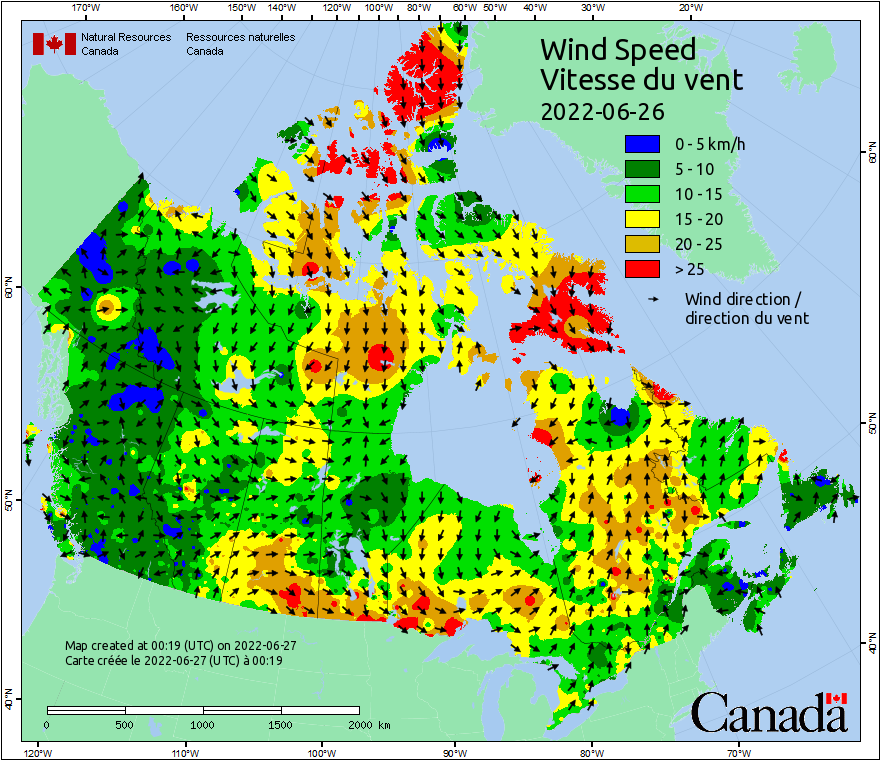 170°W 160°W 150°W 140°W 120°W 100°W 80°W 60°W 50°W 40°W 30°W 20°W
Natural Resources Ressources naturelles
Canada Canada
Wind Speed
Vitesse du vent
2022-06-26
0 - 5 km/h
5 - 10
10 - 15
15 - 20
20 - 25
> 25
Wind direction /
direction du vent
60°N
50°N
40°N
60°N
50°N
40°N
Map created at 00:19 (UTC) on 2022-06-27
Carte créée le 2022-06-27 (UTC) à 00:19
0 500 1000 1500 2000 km
Canada
120°W 110°W 100°W 90°W 80°W 70°W